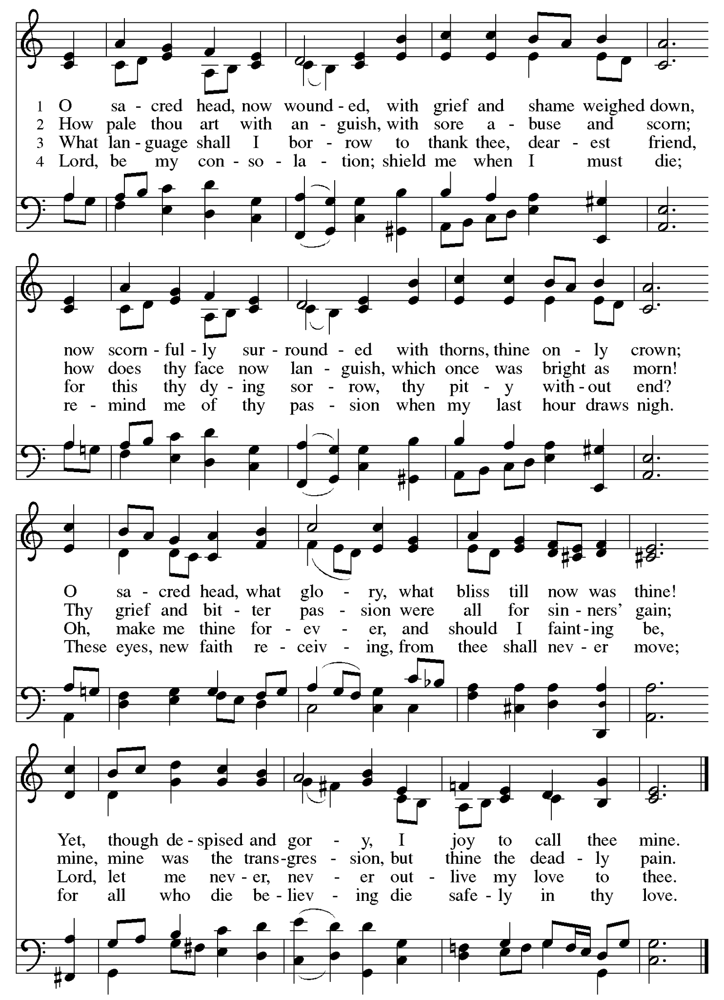 1 O sa - cred head, now wound - ed, with grief and shame weighed down,
2 How pale thou art with an - guish, with sore a - buse and scorn;
3 What lan - guage shall I bor - row to thank thee, dear - est friend,
4 Lord, be my con - so - la - tion; shield me when I must die;
now scorn - ful - ly sur - round - ed with thorns, thine on - ly crown;
how does thy face now lan - guish, which once was bright as morn!
for this thy dy - ing sor - row, thy pit - y with - out end?
re - mind me of thy pas - sion when my last hour draws nigh.
O sa - cred head, what glo - ry, what bliss till now was thine!
Thy grief and bit - ter pas - sion were all for sin - ners' gain;
Oh, make me thine for - ev - er, and should I faint - ing be,
These eyes, new faith re - ceiv - ing, from thee shall nev - er move;
Yet, though de - spised and gor - y, I joy to call thee mine.
mine, mine was the trans - gres - sion, but thine the dead - ly pain.
Lord, let me nev - er, nev - er out - live my love to thee.
for all who die be - liev - ing die safe - ly in thy love.